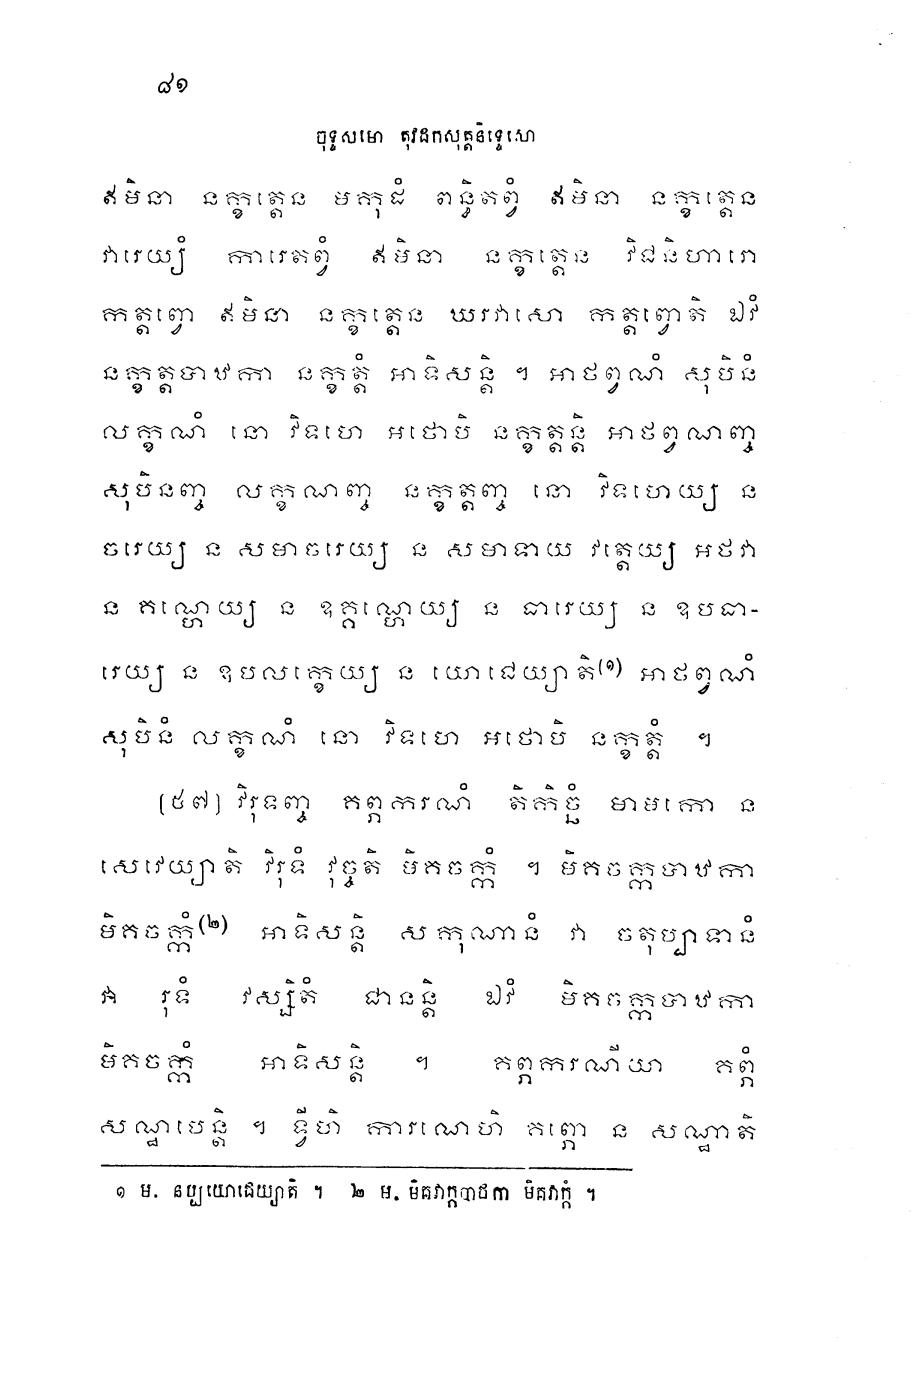 ៨១
ចុទ្ទសមោ តុវដកសុត្តនិទ្ទេសោ
ឥមិនា នក្ខត្តេន មកុដំ ពន្ធិតព្វំ ឥមិនា នក្ខត្តេន
វារេយ្យំ ការេតព្វំ ឥមិនា នក្ខត្តេន វិជនិហារោ
កត្តព្វោ ឥមិនា នក្ខត្តេន ឃរវាសោ កត្តព្វោតិ ឯវំ
នក្ខត្តបាឋកា នក្ខត្តំ អាទិសន្តិ ។ អាថព្វណំ សុបិនំ
លក្ខណំ នោ វិទហេ អថោបិ នក្ខត្តន្តិ អាថព្វណញ្ច
សុបិនញ្ច លក្ខណញ្ច នក្ខត្តញ្ច នោ វិទហេយ្យ ន
ចរេយ្យ ន សមាចរេយ្យ ន សមាទាយ វត្តេយ្យ អថវា
ន គណ្ហេយ្យ ន ឧគ្គណ្ហេយ្យ ន ធារេយ្យ ន ឧបធា-
រេយ្យ ន ឧបលក្ខេយ្យ ន យោជេយ្យាតិ(១) អាថព្វណំ
សុបិនំ លក្ខណំ នោ វិទហេ អថោបិ នក្ខត្តំ ។
[៥៧] វិរុទញ្ច គព្ភករណំ តិកិច្ឆំ មាមកោ ន
សេវេយ្យាតិ វិរុទំ វុច្ចតិ មិគចក្កំ ។ មិគចក្កបាឋកា
មិគចក្កំ(២) អាទិសន្តិ សកុណានំ វា ចតុប្បាទានំ
វា រុទំ វស្សិតំ ជានន្តិ ឯវំ មិគចក្កបាឋកា
មិគចក្កំ អាទិសន្តិ ។ គព្ភករណីយា គព្ភំ
សណ្ឋបេន្តិ ។ ទ្វីហិ ការណេហិ គព្ភោ ន សណ្ឋាតិ
១ ម. នប្បយោជេយ្យាតិ ។ ២ ម. មិគវាក្កបាឋកា មិគវាក្កំ ។